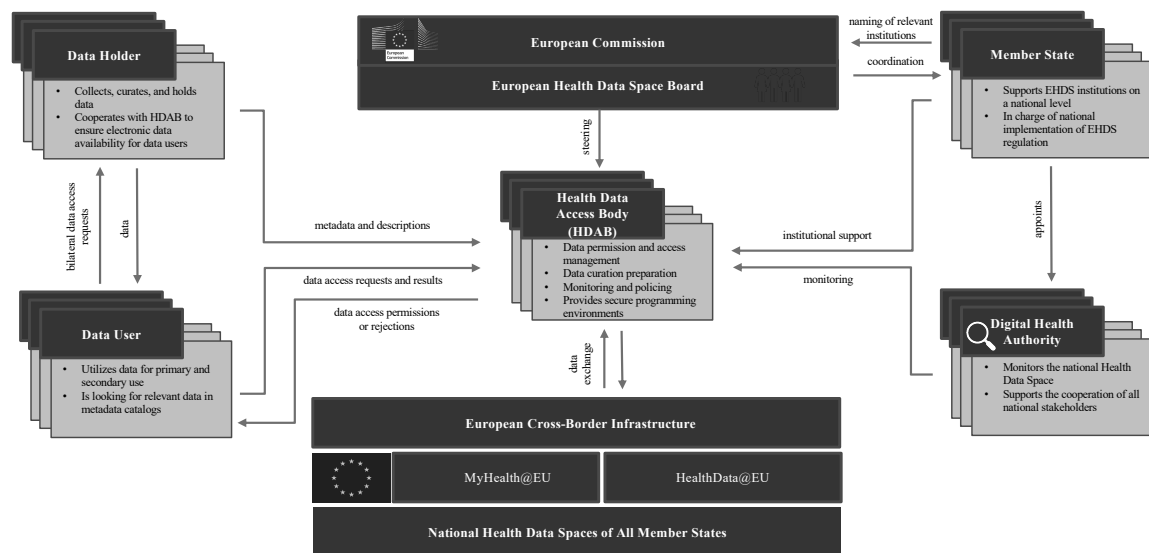 Data Holder
• Collects, curates, and holds
data
• Cooperates with HDAB to
ensure electronic data
availability for data users
European Commission
European
Commission
European Health Data Space Board
naming of relevant
institutions
coordination
Member State
• Supports EHDS institutions on
a national level
• In charge of national
implementation of EHDS
regulation
steering
bilateral data access
requests
data
metadata and descriptions
Health Data
Access Body
(HDAB)
• Data permission and access
management
• Data curation preparation
• Monitoring and policing
• Provides secure programming
environments
institutional support
appoints
monitoring
data access requests and results
data access permissions
or rejections
Data User
• Utilizes data for primary and
secondary use
• Is looking for relevant data in
metadata catalogs
Digital Health
Authority
• Monitors the national Health
Data Space
• Supports the cooperation of all
national stakeholders
data
exchange
European Cross-Border Infrastructure
MyHealth@EU
HealthData@EU
National Health Data Spaces of All Member States